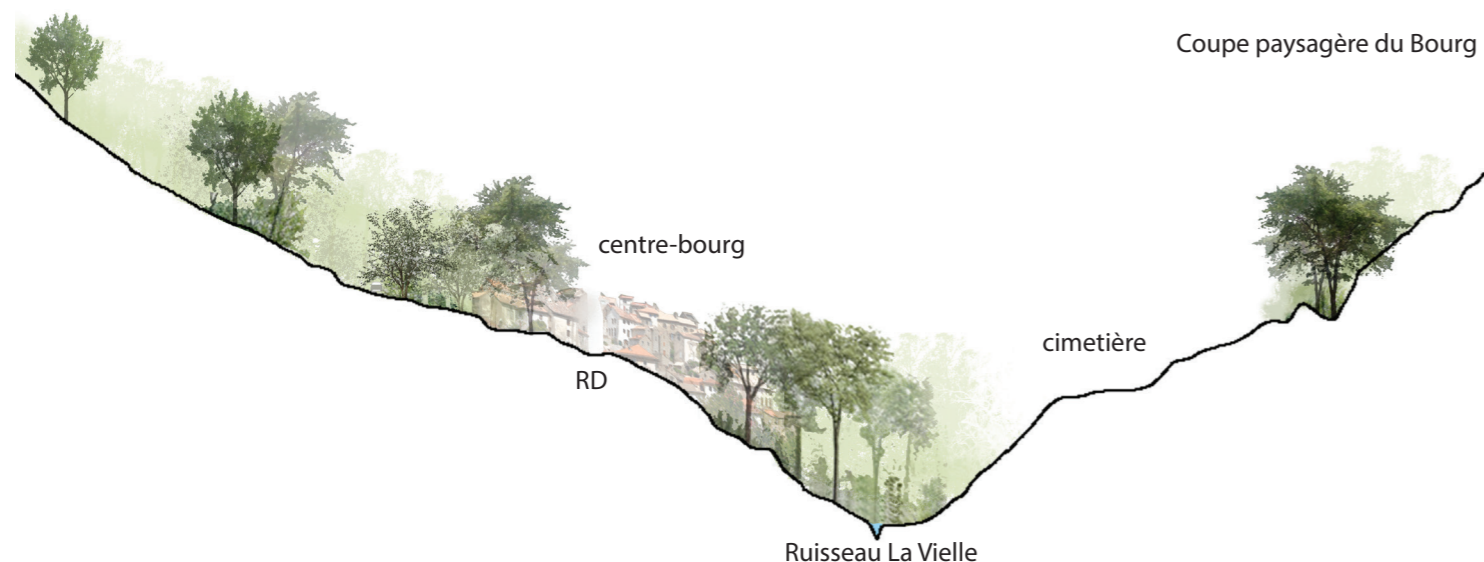 Coupe paysagère du Bourg
centre-bourg
cimetière
RD
Ruisseau La Vielle